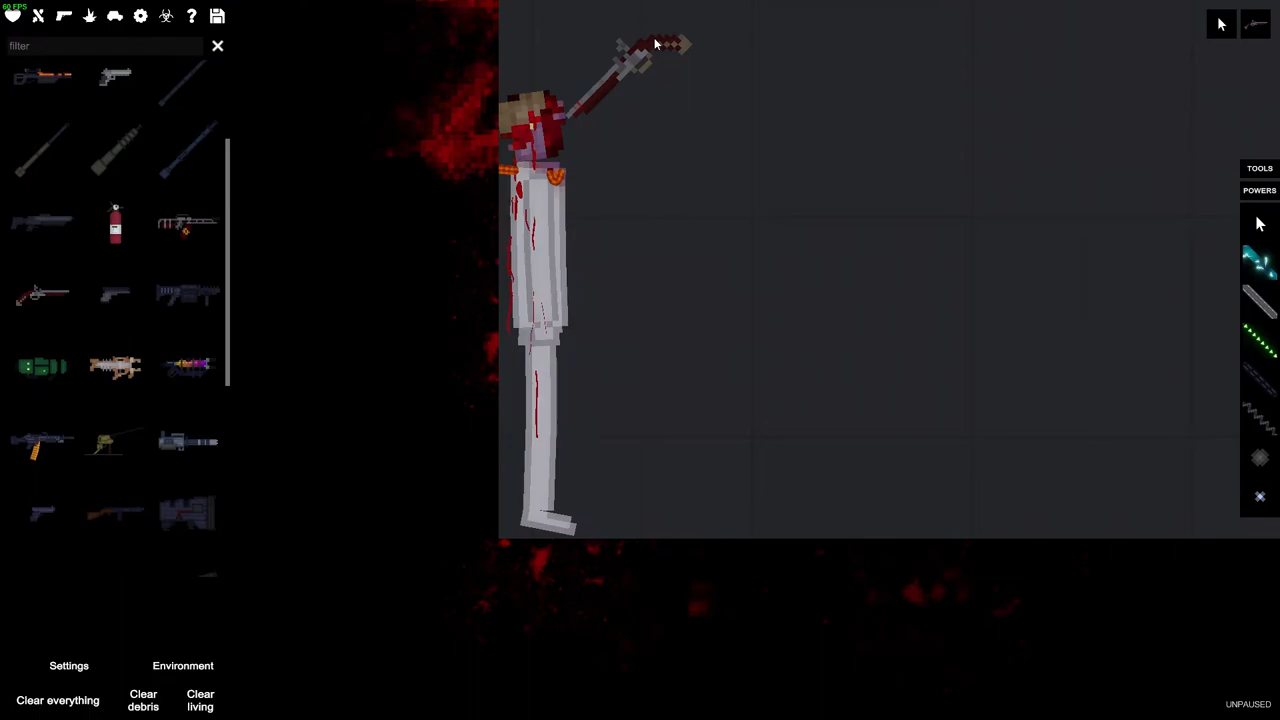 60 FPS
?
filter
TOOLS
POWERS
Settings
Environment
Clear everything
Clear debris
Clear living
UNPAUSED